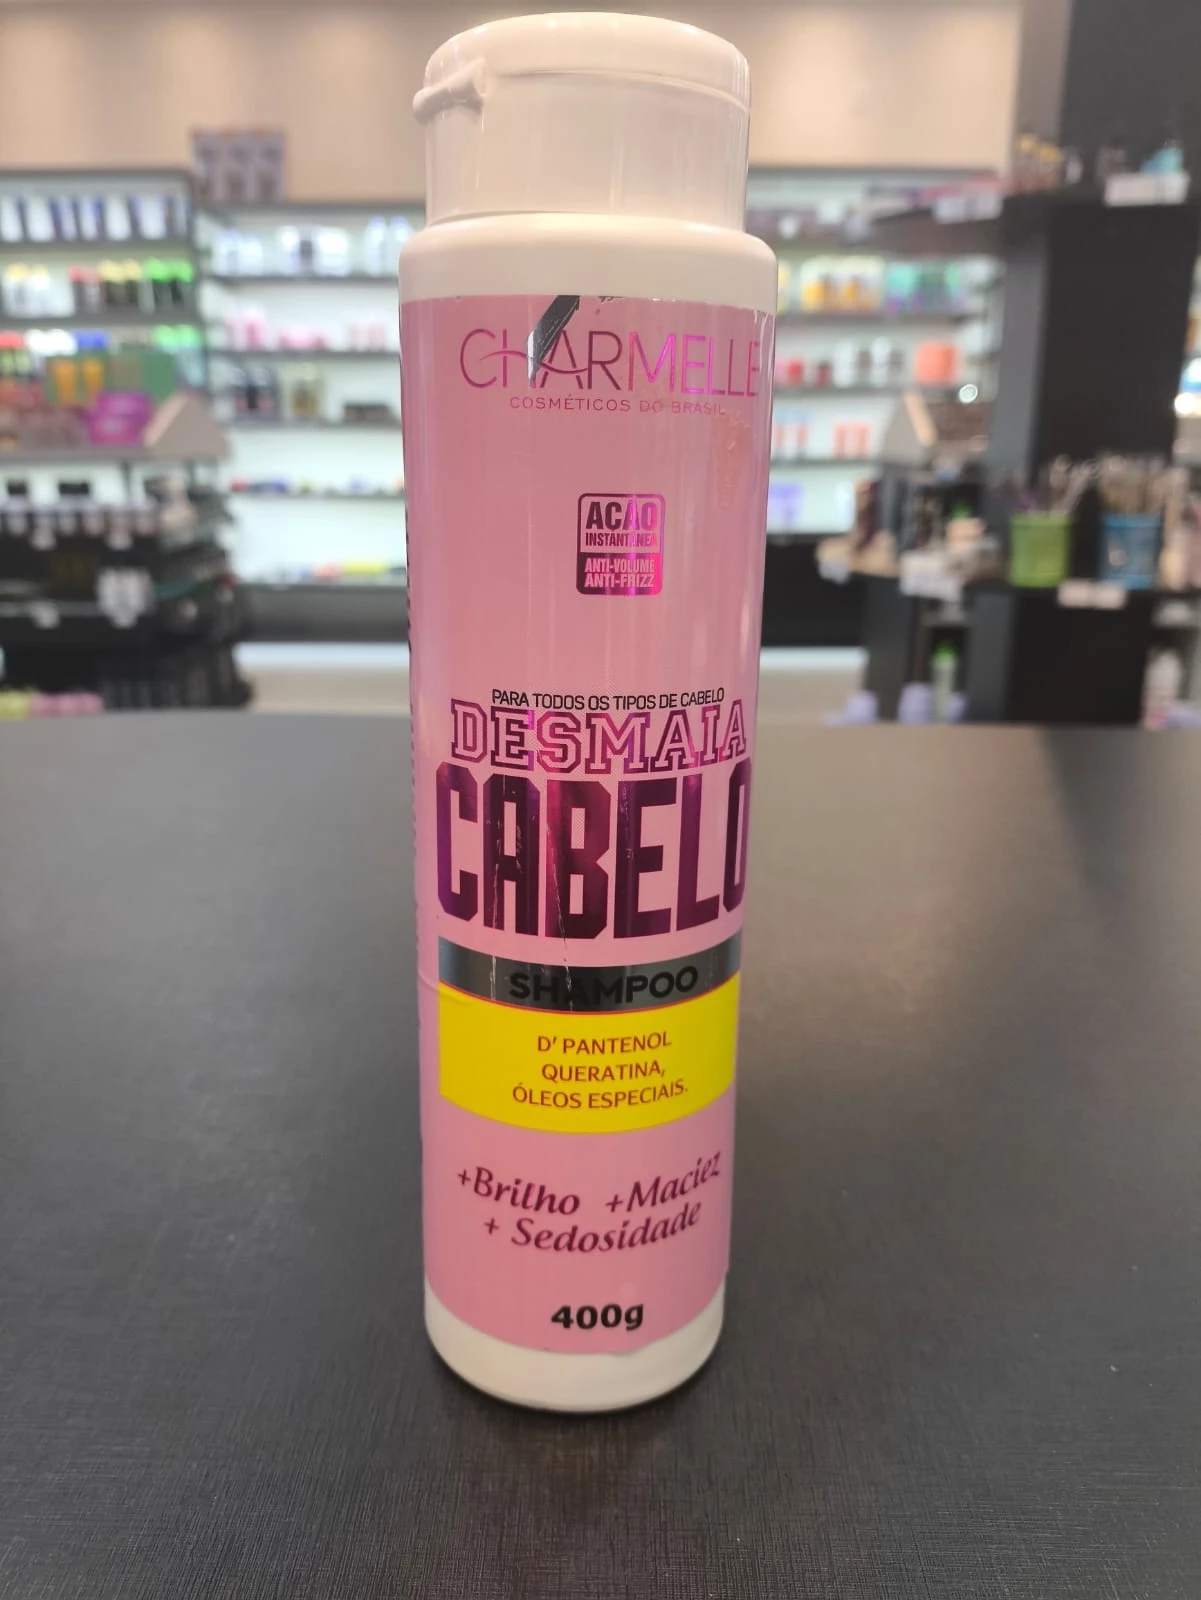 CHARMELLE
COSMÉTICOS DO BRASIL
AÇÃO
INSTANTÂNEA
ANTI-VOLUME
ANTI-FRIZZ
PARA TODOS OS TIPOS DE CABELO
DESMAIA
CABELO
SHAMPOO
D' PANTENOL
QUERATINA,
ÓLEOS ESPECIAIS.
+Brilho +Maciez
+ Sedosidade
400g